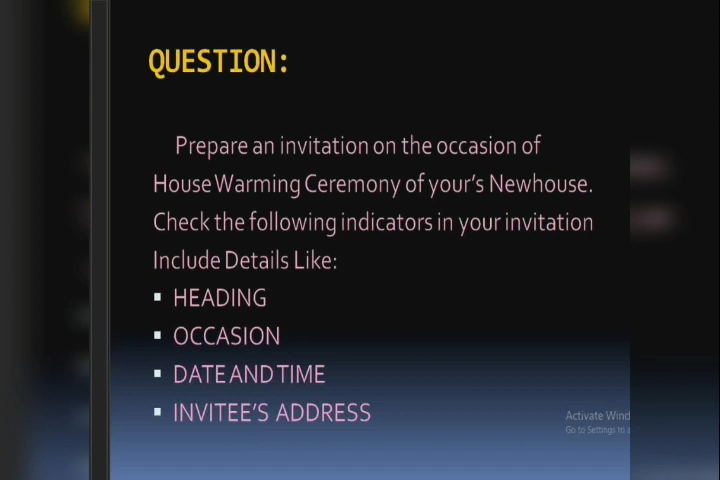 QUESTION:
Prepare an invitation on the occasion of
House Warming Ceremony of your's Newhouse.
Check the following indicators in your invitation
Include Details Like:
▪ HEADING
▪ OCCASION
▪ DATE AND TIME
▪ INVITEE'S ADDRESS
Activate Wind
Go to Settings to a